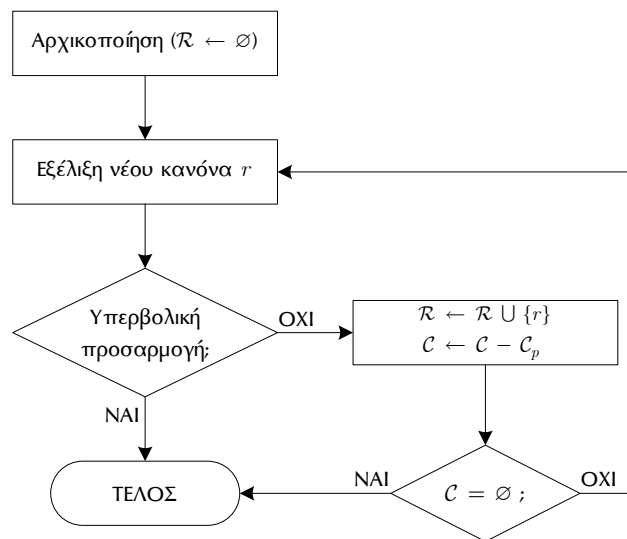 Αρχικοποίηση (ℛ ← ∅)
Εξέλιξη νέου κανόνα r
Υπερβολική
προσαρμογή;
ΟΧΙ
ℛ ← ℛ ∪ {r}
𝒞 ← 𝒞 − 𝒞ₚ
ΝΑΙ
ΤΕΛΟΣ
ΝΑΙ
𝒞 = ∅ ;
ΟΧΙ